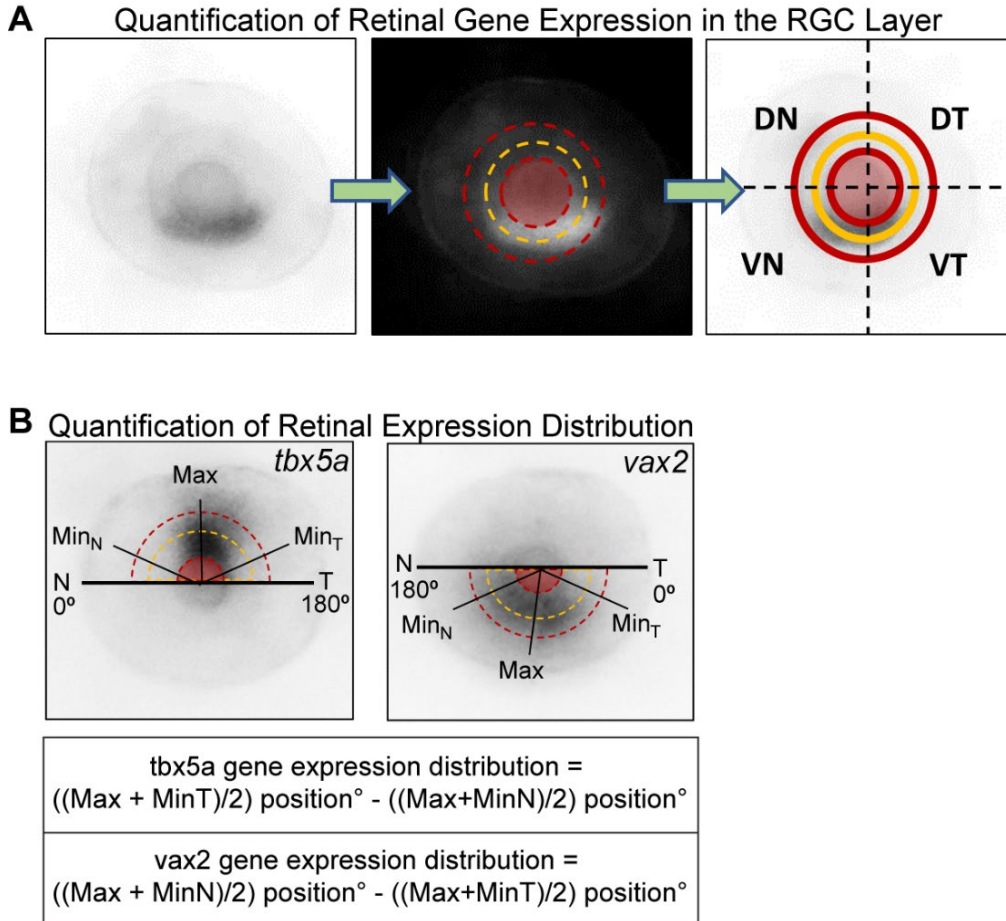 A
Quantification of Retinal Gene Expression in the RGC Layer
DN
DT
VN
VT
B
Quantification of Retinal Expression Distribution
tbx5a
Max
MinN
MinT
N
T
0º
180º
vax2
N
T
180º
0º
MinN
MinT
Max
tbx5a gene expression distribution =
((Max + MinT)/2) position° - ((Max+MinN)/2) position°
vax2 gene expression distribution =
((Max + MinN)/2) position° - ((Max+MinT)/2) position°